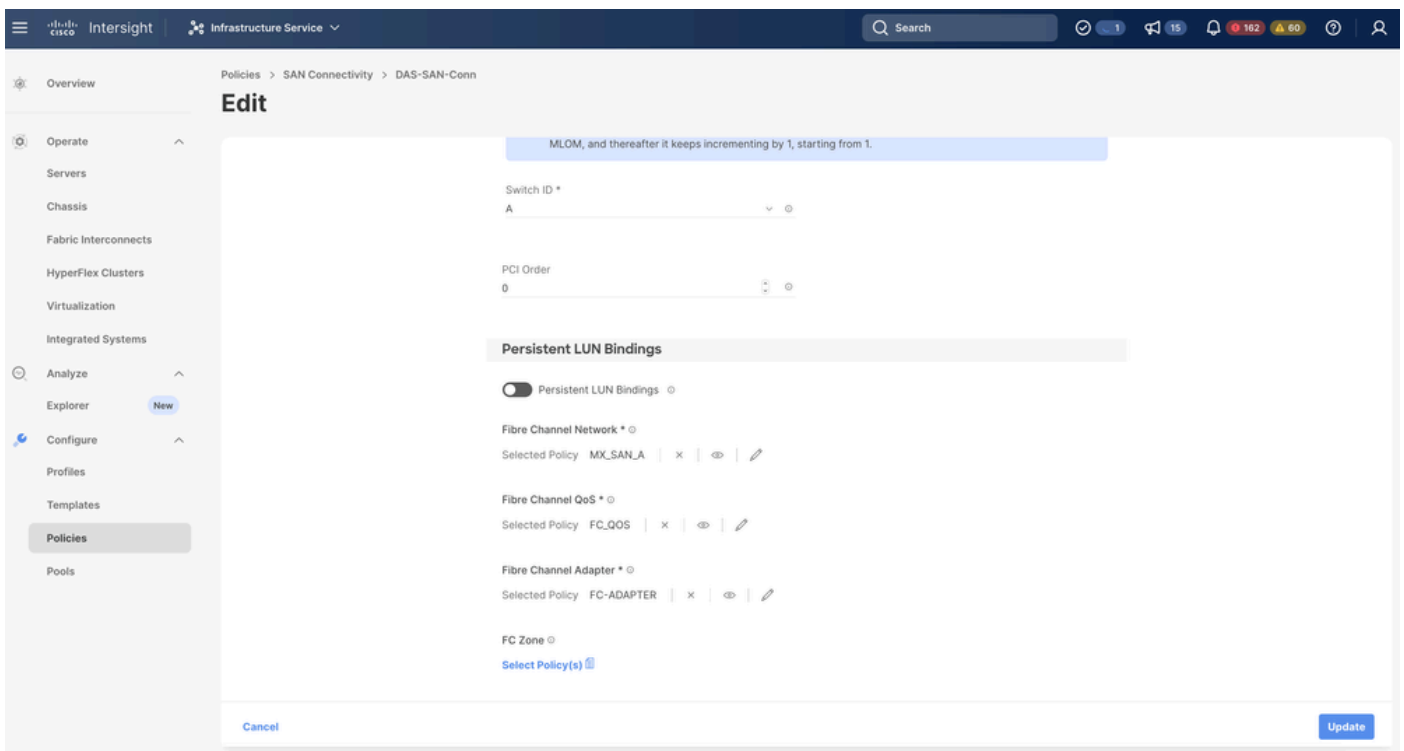 cisco Intersight Infrastructure Service Search 1 15 162 60
Overview
Operate
Servers
Chassis
Fabric Interconnects
HyperFlex Clusters
Virtualization
Integrated Systems
Analyze
Explorer New
Configure
Profiles
Templates
Policies
Pools
Policies > SAN Connectivity > DAS-SAN-Conn
Edit
MLOM, and thereafter it keeps incrementing by 1, starting from 1.
Switch ID *
A
PCI Order
0
Persistent LUN Bindings
Persistent LUN Bindings
Fibre Channel Network *
Selected Policy MX_SAN_A
Fibre Channel QoS *
Selected Policy FC_QOS
Fibre Channel Adapter *
Selected Policy FC-ADAPTER
FC Zone
Select Policy(s)
Cancel Update